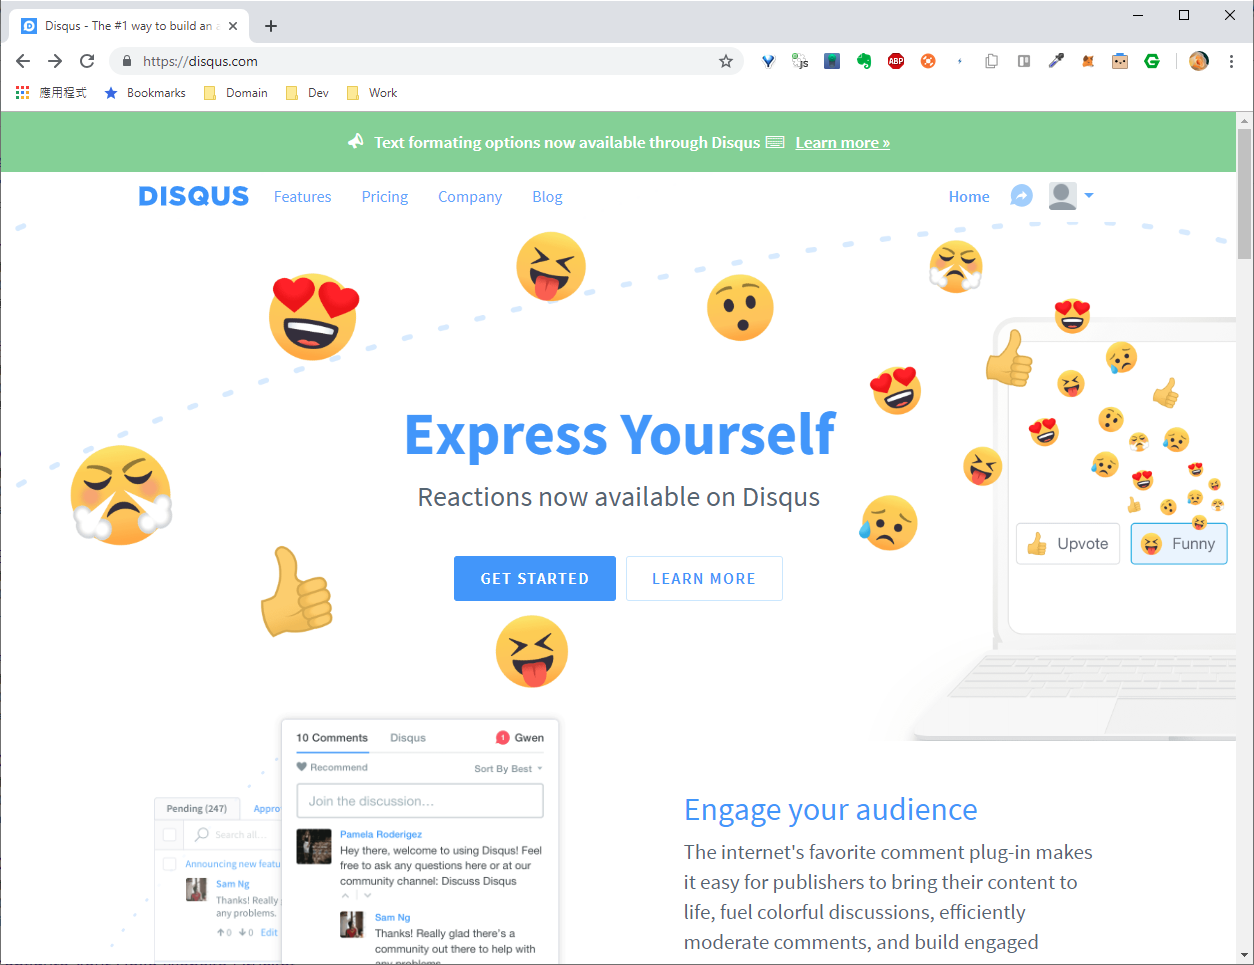 Disqus - The #1 way to build an
https://disqus.com
ABP
JS
應用程式
Bookmarks
Domain
Dev
Work
Text formating options now available through Disqus Learn more »
DISQUS
Features
Pricing
Company
Blog
Home
Express Yourself
Reactions now available on Disqus
GET STARTED
LEARN MORE
Upvote
Funny
10 Comments
Disqus
1
Gwen
Recommend
Sort By Best
Join the discussion...
Pamela Roderigez
Hey there, welcome to using Disqus! Feel
free to ask any questions here or at our
community channel: Discuss Disqus
Sam Ng
Thanks! Really glad there's a
community out there to help with
any problems.
Pending (247)
Appro
Search all...
Announcing new featu
Sam Ng
Thanks! Really
any problems.
0
0
Edit
Engage your audience
The internet's favorite comment plug-in makes
it easy for publishers to bring their content to
life, fuel colorful discussions, efficiently
moderate comments, and build engaged